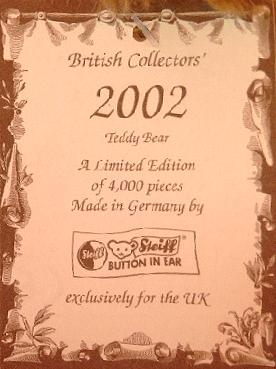 British Collectors'
2002
Teddy Bear
A Limited Edition
of 4,000 pieces
Made in Germany by
Steiff Steiff
BUTTON IN EAR
exclusively for the UK